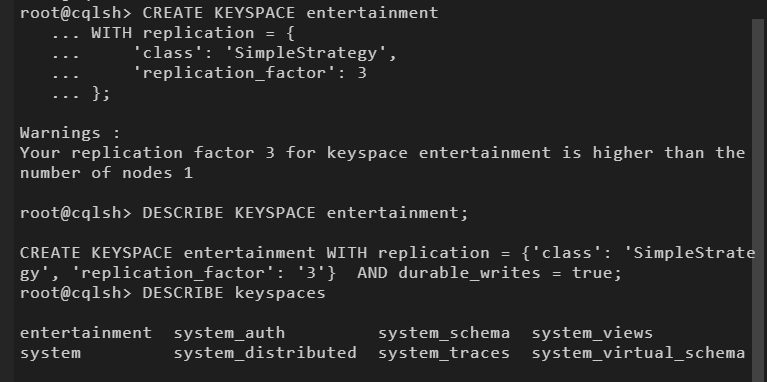 root@cqlsh> CREATE KEYSPACE entertainment
   ... WITH replication = {
   ...     'class': 'SimpleStrategy',
   ...     'replication_factor': 3
   ... };

Warnings :
Your replication factor 3 for keyspace entertainment is higher than the
number of nodes 1

root@cqlsh> DESCRIBE KEYSPACE entertainment;

CREATE KEYSPACE entertainment WITH replication = {'class': 'SimpleStrate
gy', 'replication_factor': '3'}  AND durable_writes = true;
root@cqlsh> DESCRIBE keyspaces

entertainment  system_auth         system_schema  system_views
system         system_distributed  system_traces  system_virtual_schema